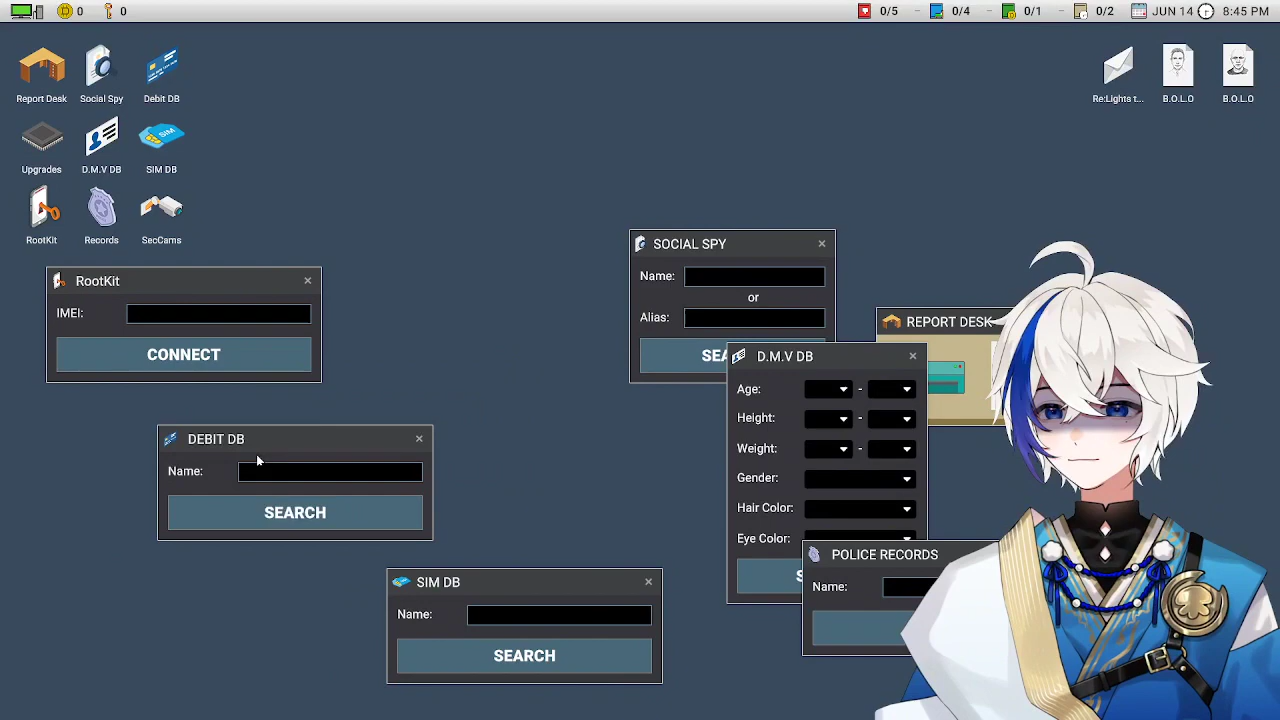 0 0 0/5 - 0/4 - 0/1 - 0/2 JUN 14 8:45 PM
Report Desk Social Spy Debit DB Re:Lights t... B.O.L.O B.O.L.O
Upgrades D.M.V DB SIM DB
RootKit Records SecCams
RootKit ×
IMEI:
CONNECT
DEBIT DB ×
Name:
SEARCH
SIM DB ×
Name:
SEARCH
SOCIAL SPY ×
Name:
or
Alias:
SEA
REPORT DESK
D.M.V DB ×
Age: -
Height: -
Weight: -
Gender:
Hair Color:
Eye Color:
S
POLICE RECORDS
Name: